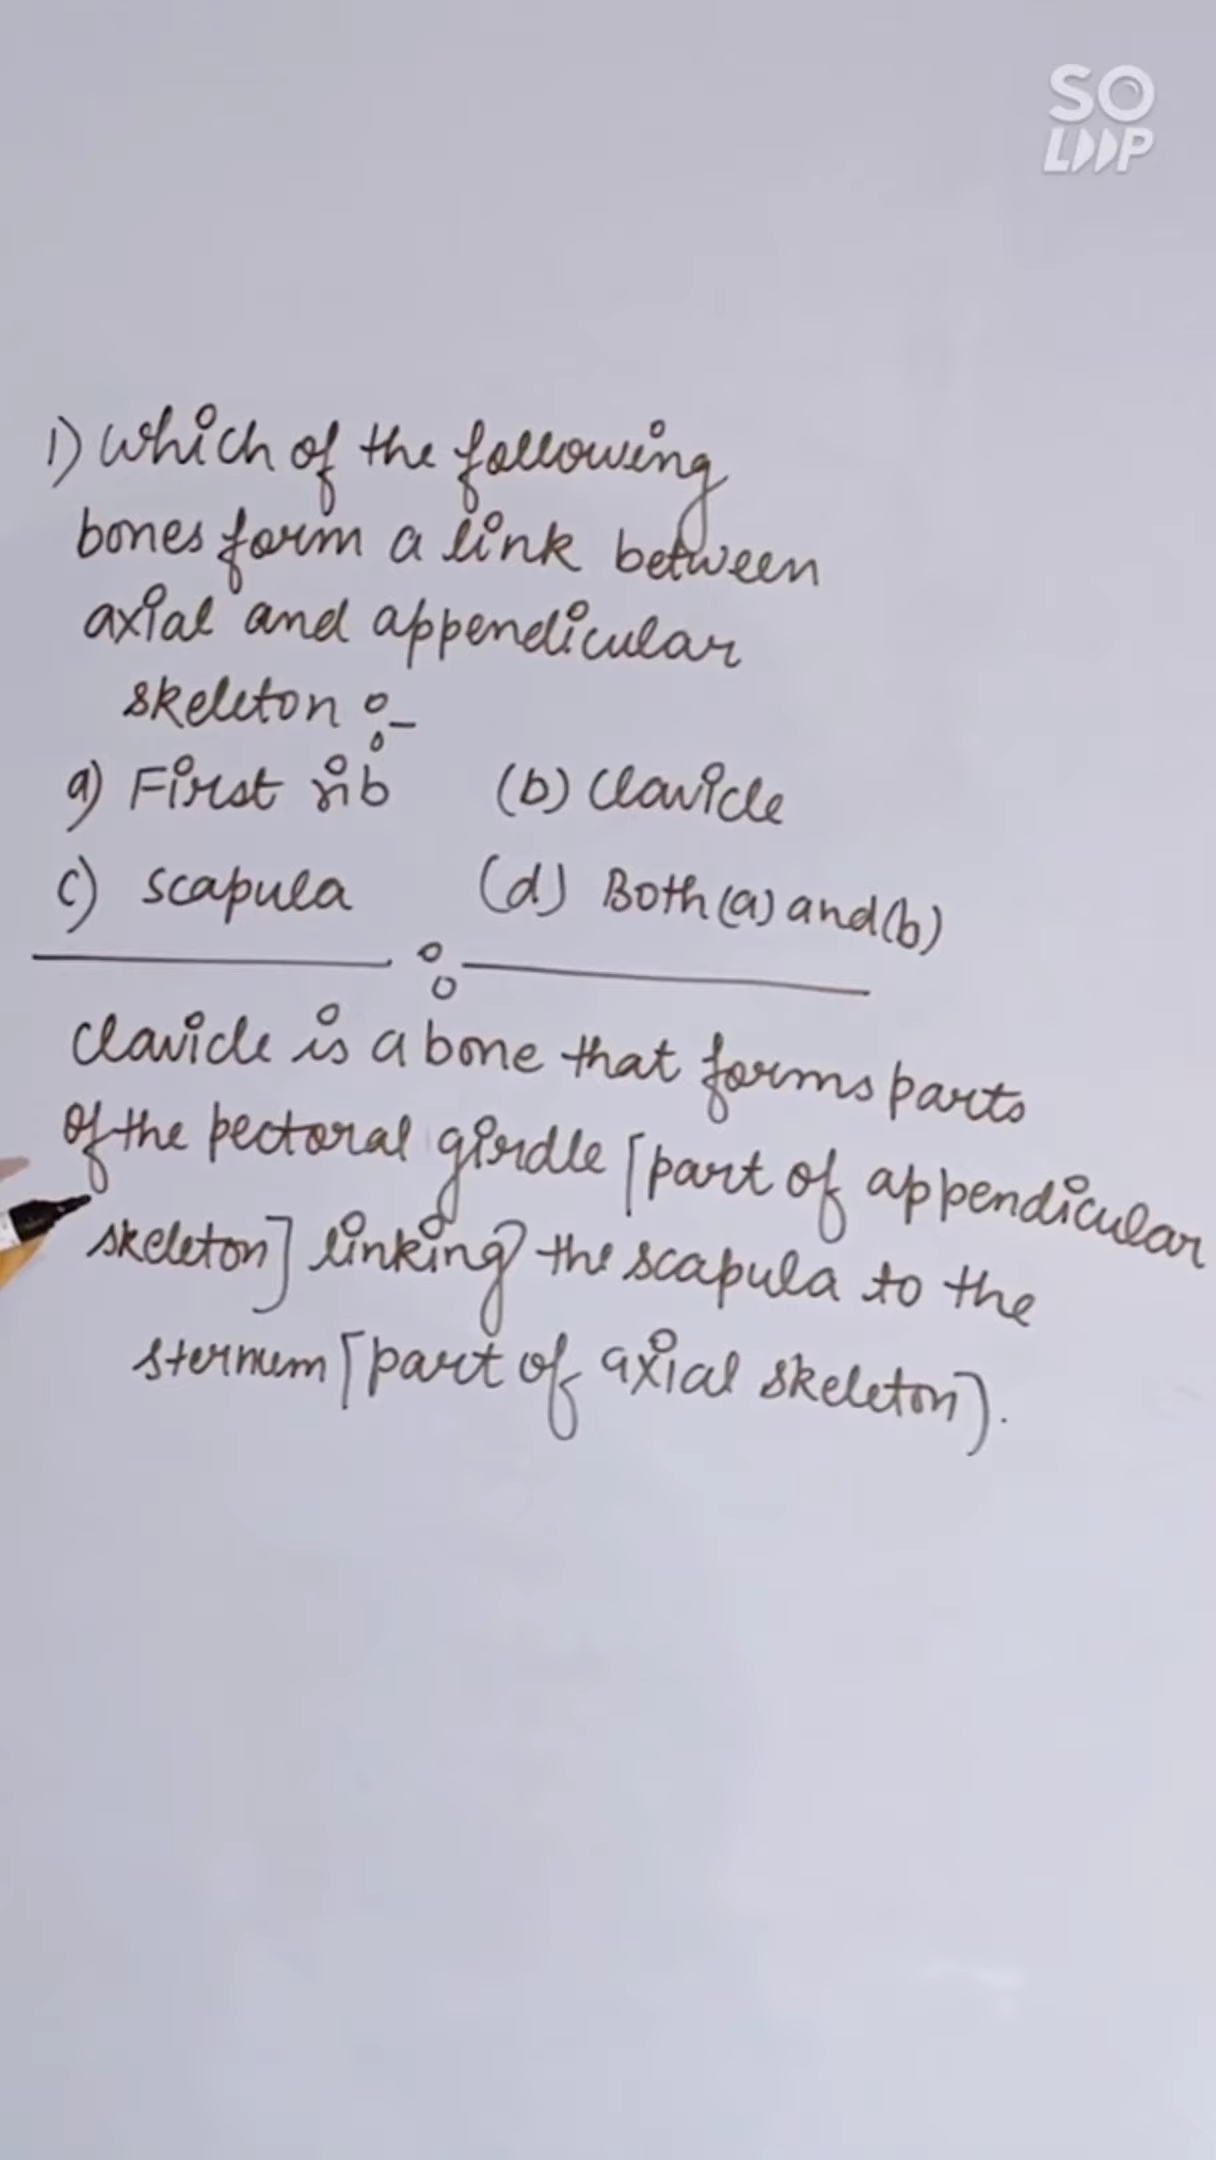 SO
LOOP
1) Which of the following
bones form a link between
axial and appendicular
skeleton :-
a) First rib (b) Clavicle
c) scapula (d) Both (a) and (b)
clavicle is a bone that forms parts
of the pectoral girdle [part of appendicular
skeleton] linking the scapula to the
sternum [part of axial skeleton].